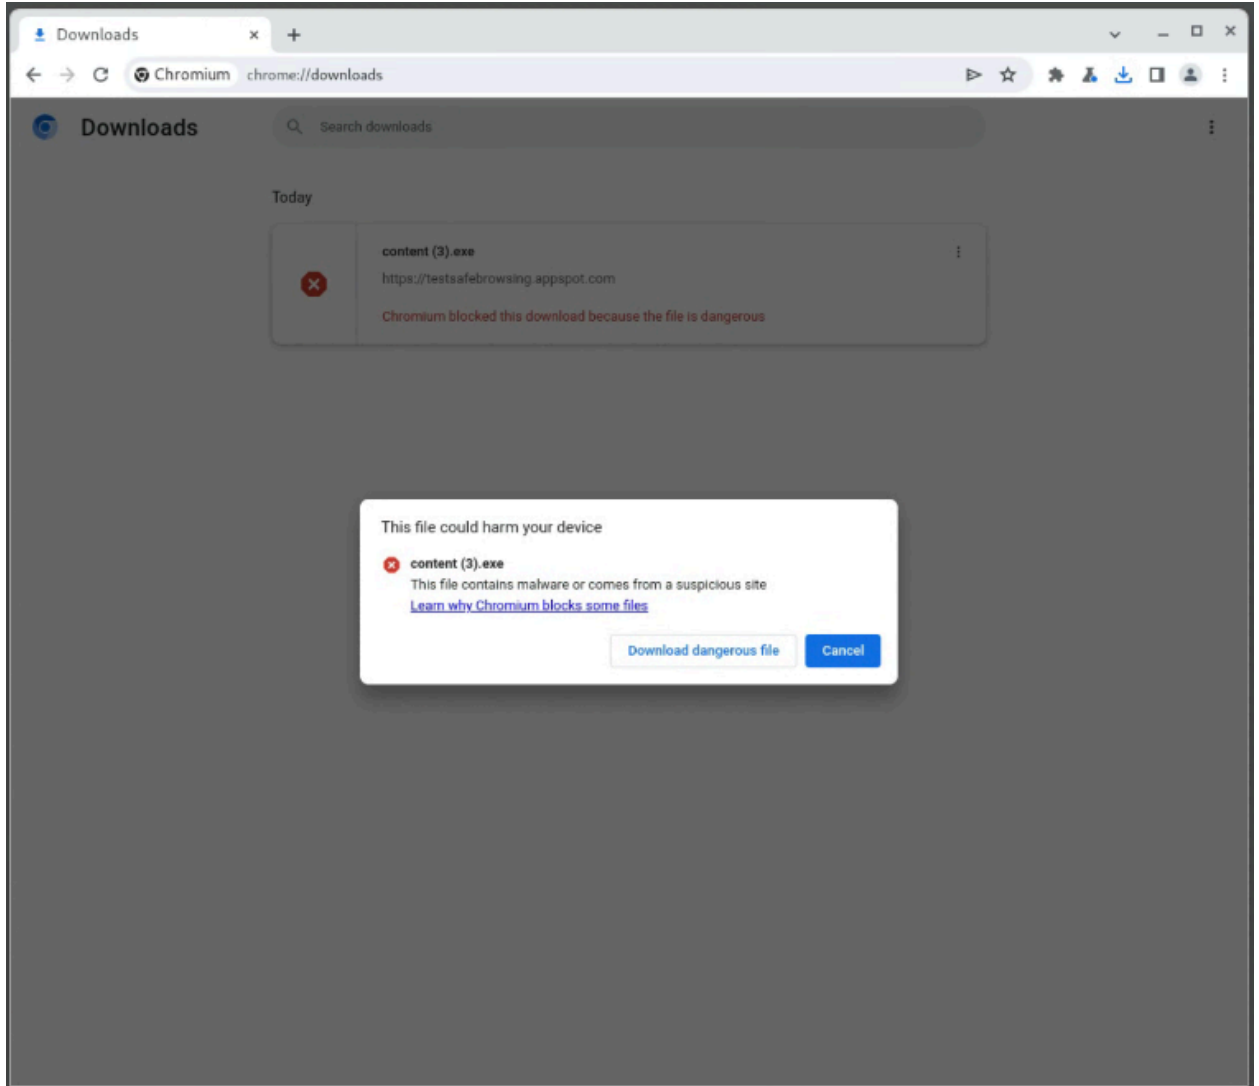 Downloads
Chromium chrome://downloads
Downloads Search downloads
Today
content (3).exe
https://testsafebrowsing.appspot.com
Chromium blocked this download because the file is dangerous
This file could harm your device
content (3).exe
This file contains malware or comes from a suspicious site
Learn why Chromium blocks some files
Download dangerous file Cancel